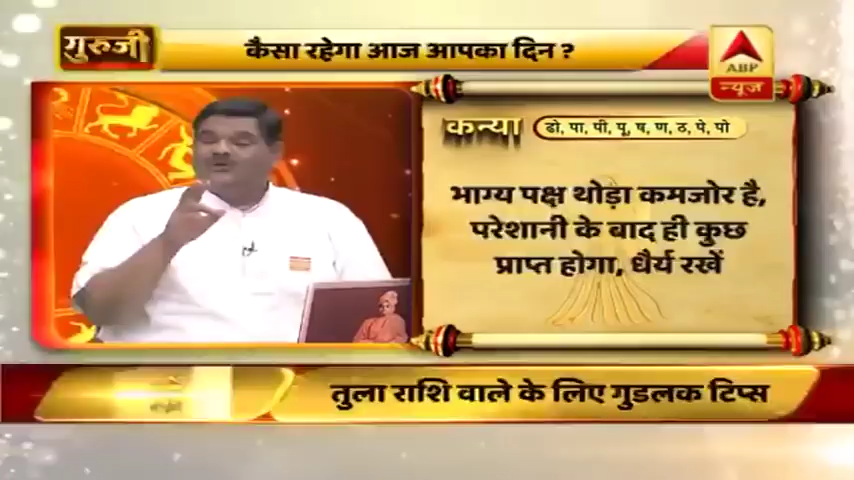 गुरुजी
कैसा रहेगा आज आपका दिन ?
ABP
न्यूज़
कन्या
ढो, पा, पी, पू, ष, ण, ठ, पे, पो
भाग्य पक्ष थोड़ा कमजोर है,
परेशानी के बाद ही कुछ
प्राप्त होगा, धैर्य रखें
तुला राशि वाले के लिए गुडलक टिप्स